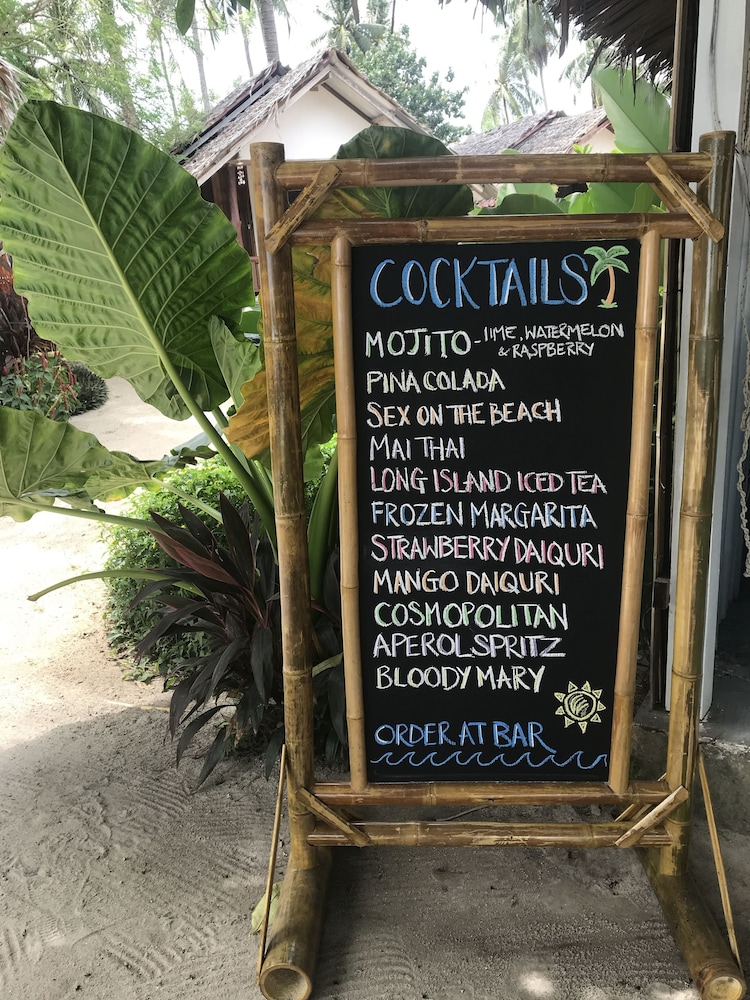 COCKTAILS
MOJITO - LIME, WATERMELON
& RASPBERRY
PINA COLADA
SEX ON THE BEACH
MAI THAI
LONG ISLAND ICED TEA
FROZEN MARGARITA
STRAWBERRY DAIQURI
MANGO DAIQURI
COSMOPOLITAN
APEROL SPRITZ
BLOODY MARY
ORDER AT BAR